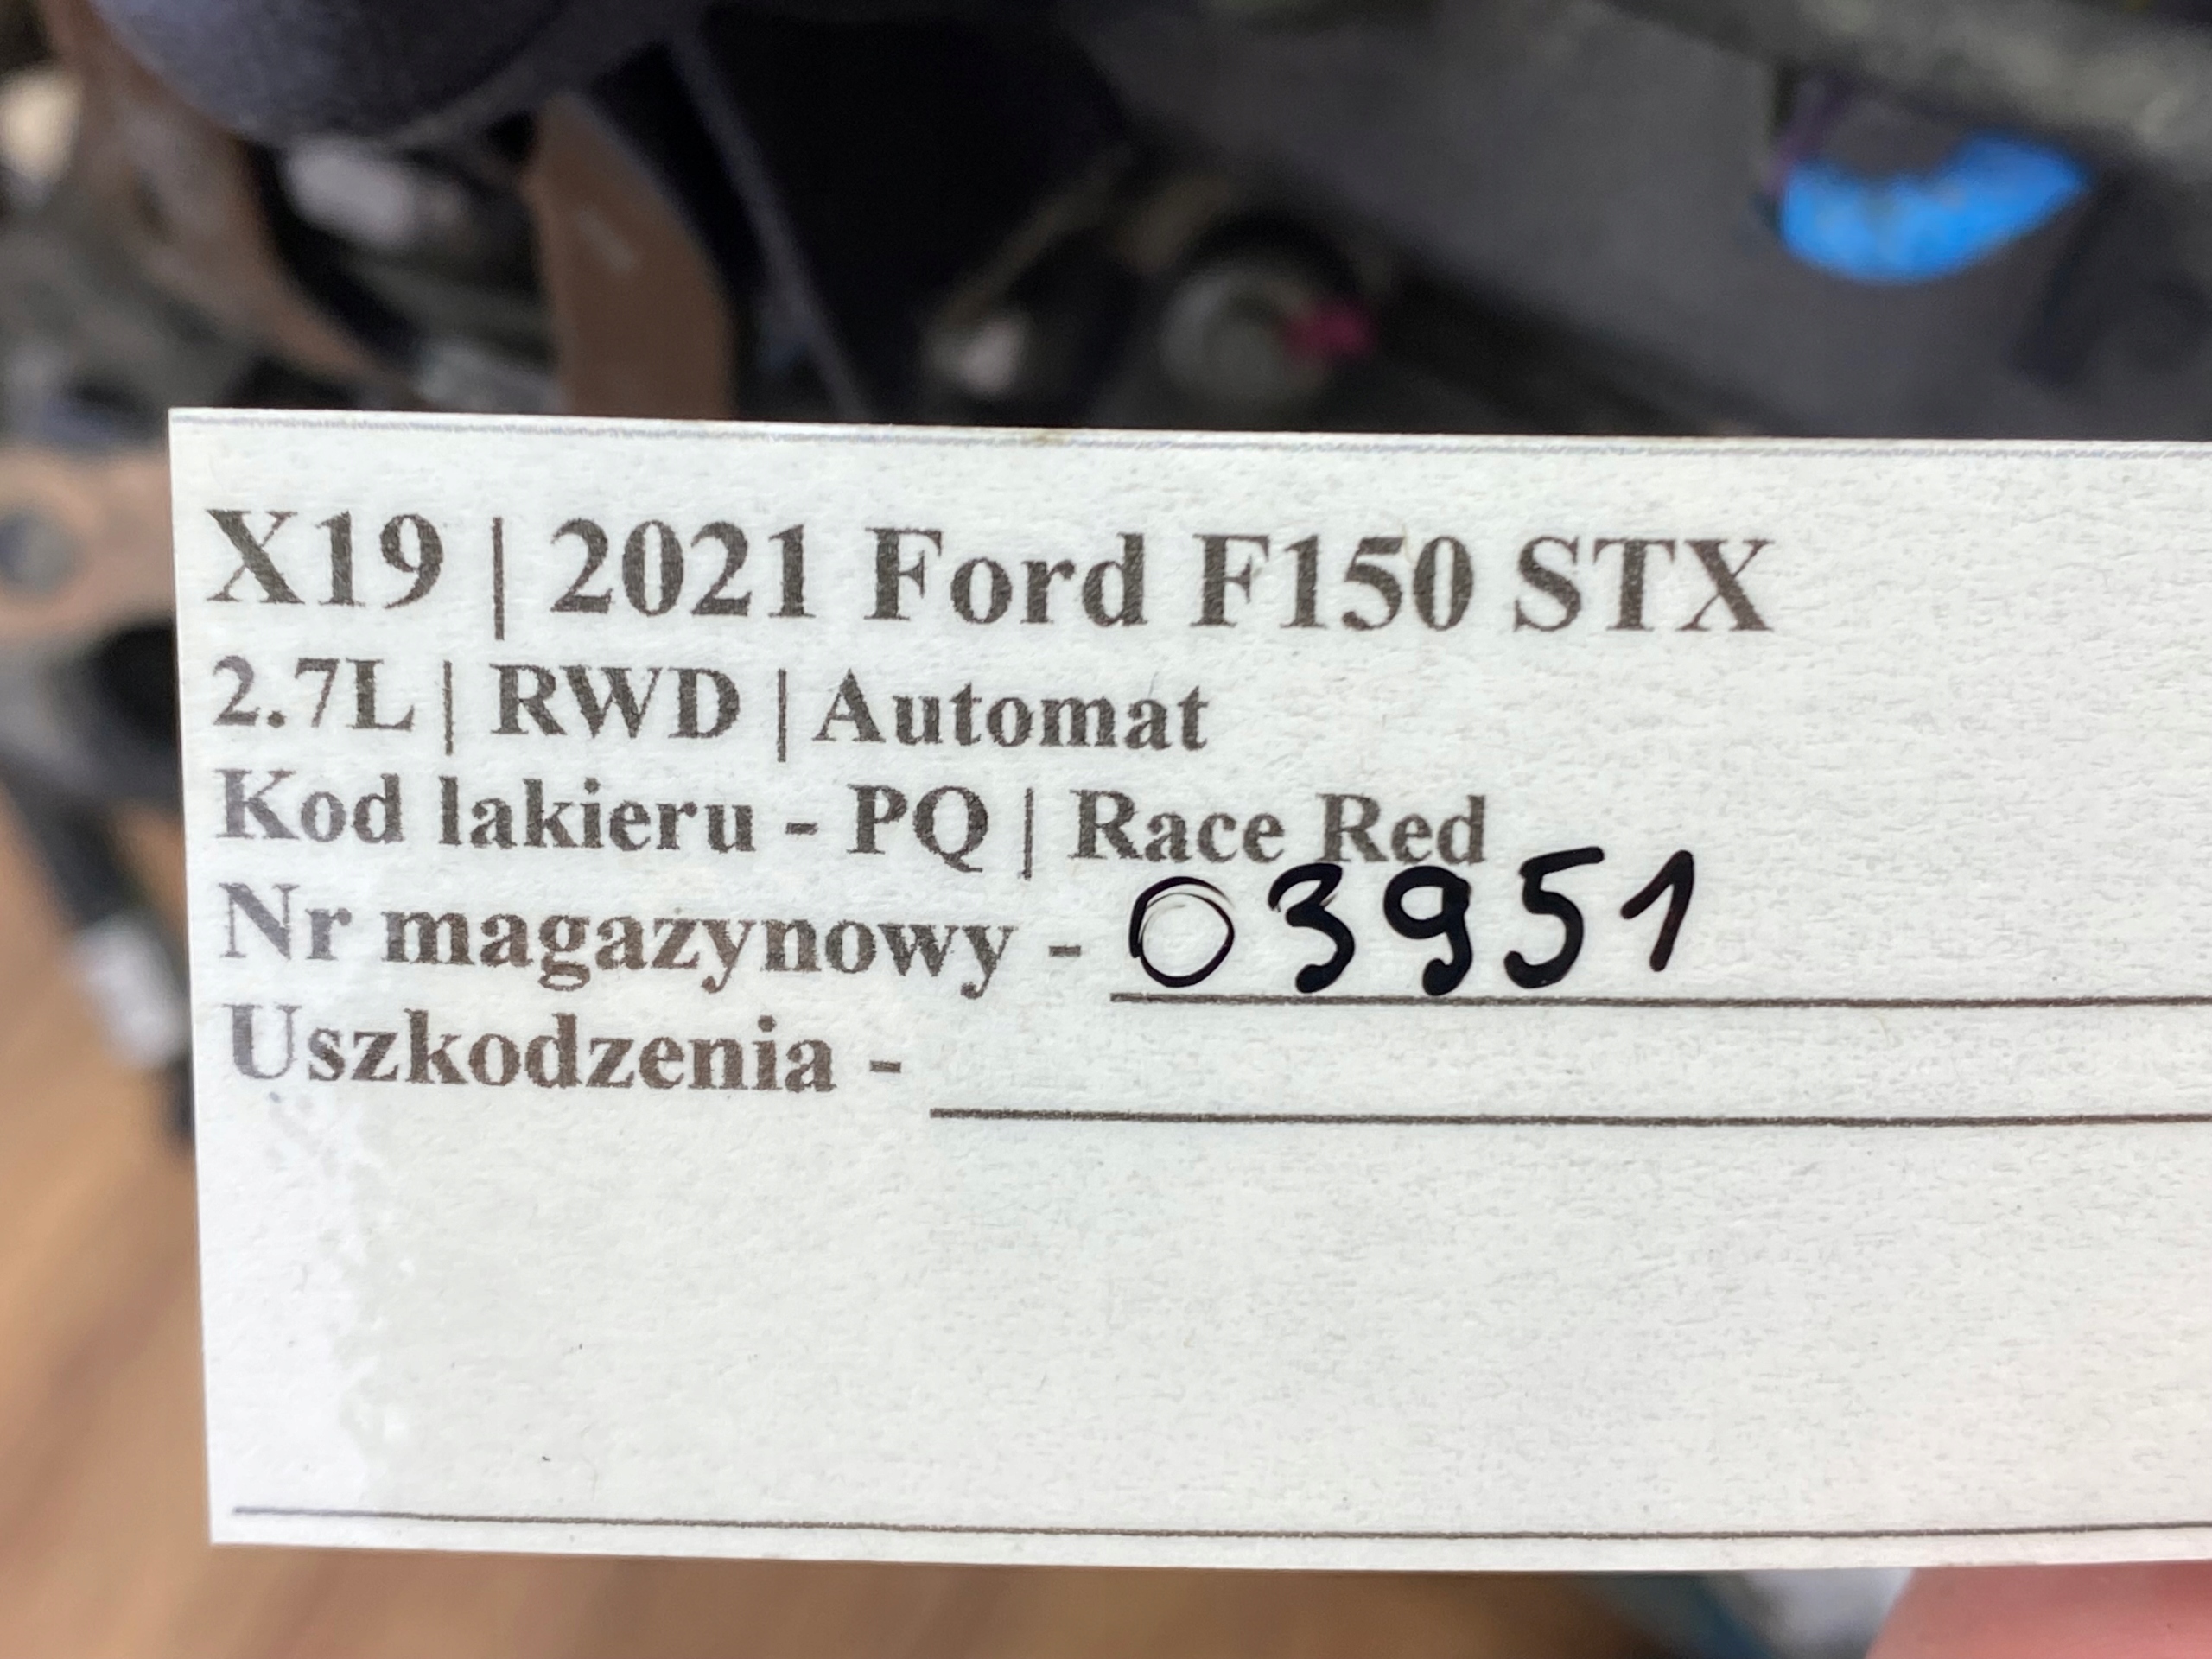 X19 | 2021 Ford F150 STX
2.7L | RWD | Automat
Kod lakieru - PQ | Race Red
Nr magazynowy - 03951
Uszkodzenia -